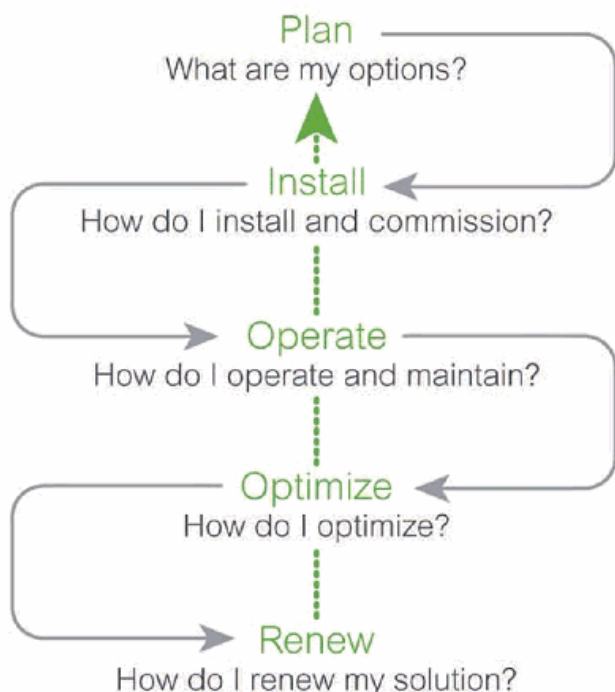 Plan
What are my options?
Install
How do I install and commission?
Operate
How do I operate and maintain?
Optimize
How do I optimize?
Renew
How do I renew my solution?